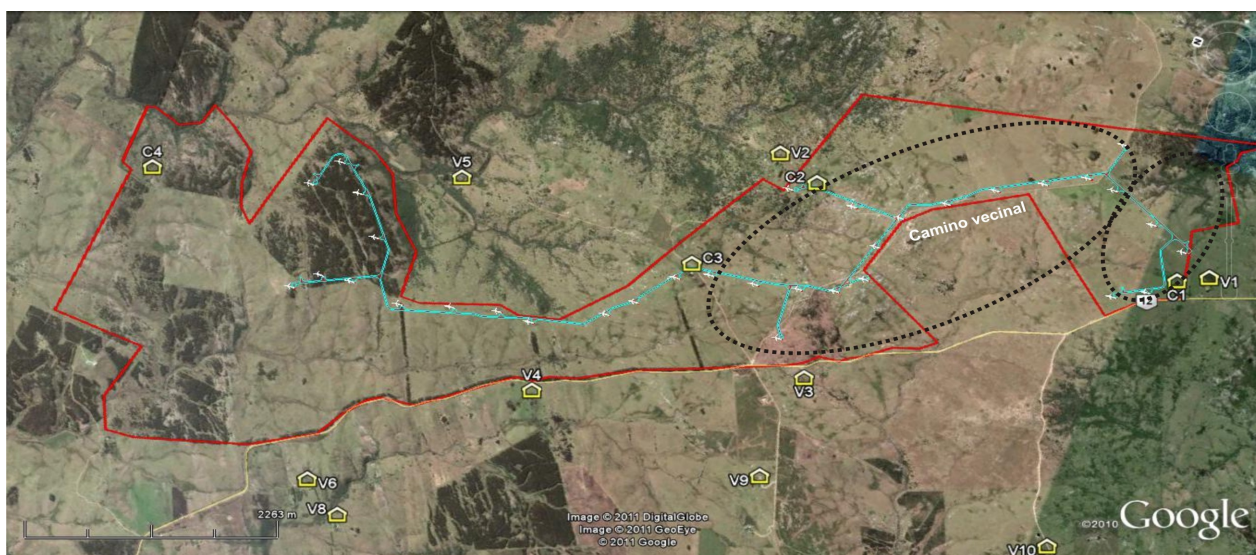 N
C4
V5
V2
C2
Camino vecinal
C3
V1
C1
12
V4
V3
V6
V9
V8
2263 m
Image © 2011 DigitalGlobe
Image © 2011 GeoEye
© 2011 Google
©2010 Google
V10